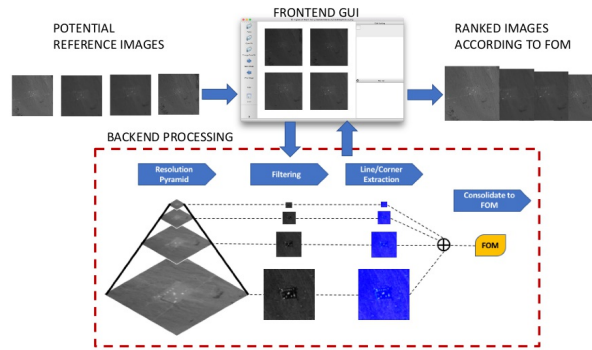 POTENTIAL
REFERENCE IMAGES
FRONTEND GUI
RANKED IMAGES
ACCORDING TO FOM
BACKEND PROCESSING
Resolution
Pyramid
Filtering
Line/Corner
Extraction
Consolidate to
FOM
FOM